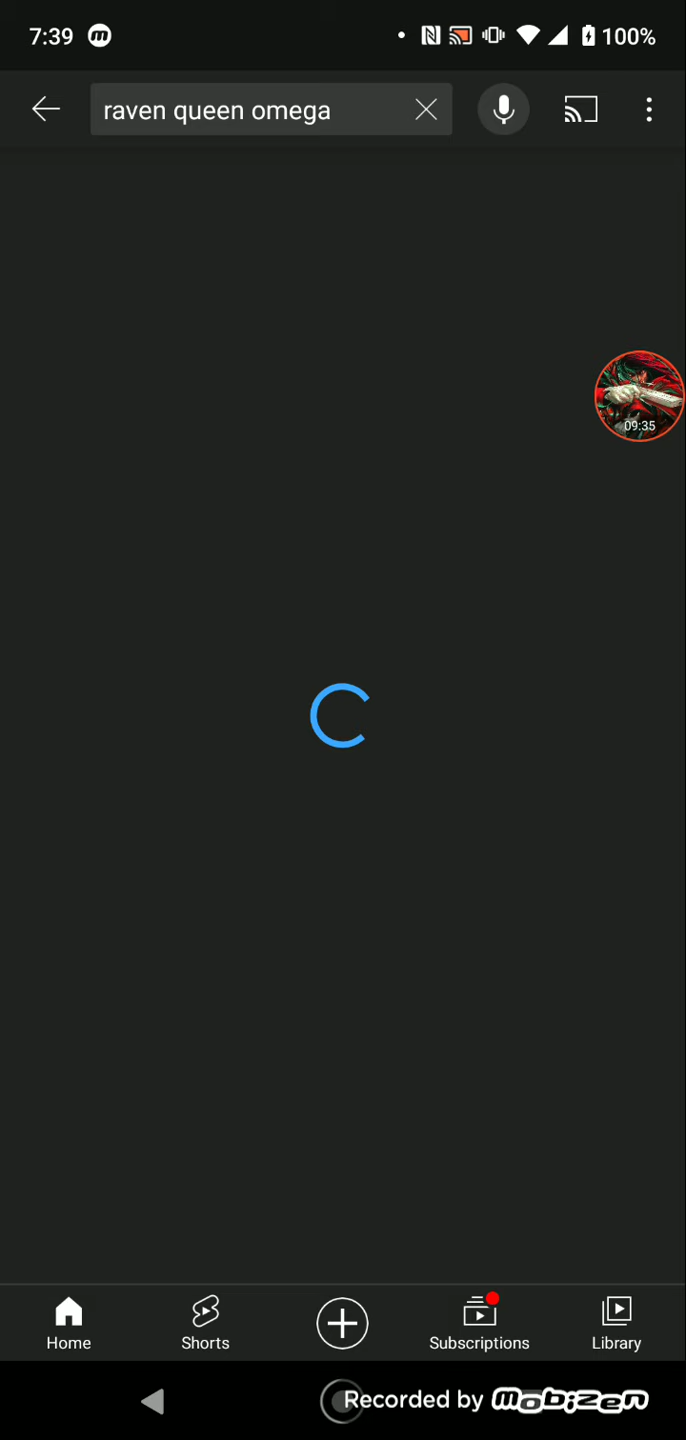 7:39
100%
raven queen omega
09:35
Home
Shorts
Subscriptions
Library
Recorded by mobizen